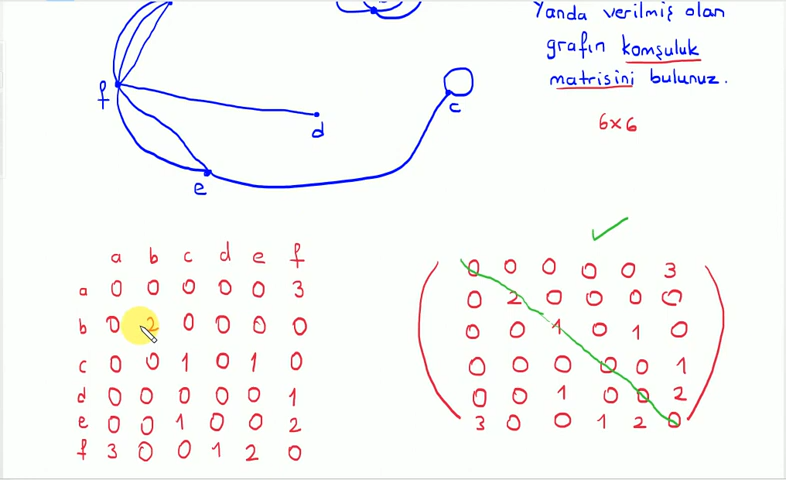 Yanda verilmiş olan
grafın komşuluk
matrisini bulunuz.
6x6
f
d
c
e
a b c d e f
a 0 0 0 0 0 3
b 0 2 0 0 0 0
c 0 0 1 0 1 0
d 0 0 0 0 0 1
e 0 0 1 0 0 2
f 3 0 0 1 2 0
0 0 0 0 0 3
0 2 0 0 0 0
0 0 1 0 1 0
0 0 0 0 0 1
0 0 1 0 0 2
3 0 0 1 2 0